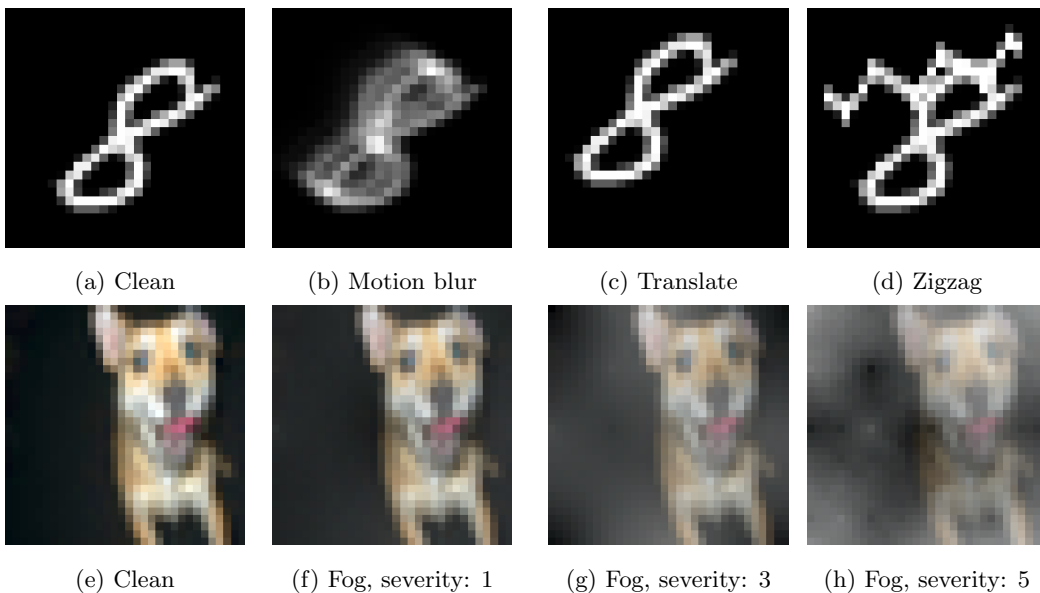 (a) Clean
(b) Motion blur
(c) Translate
(d) Zigzag
(e) Clean
(f) Fog, severity: 1
(g) Fog, severity: 3
(h) Fog, severity: 5